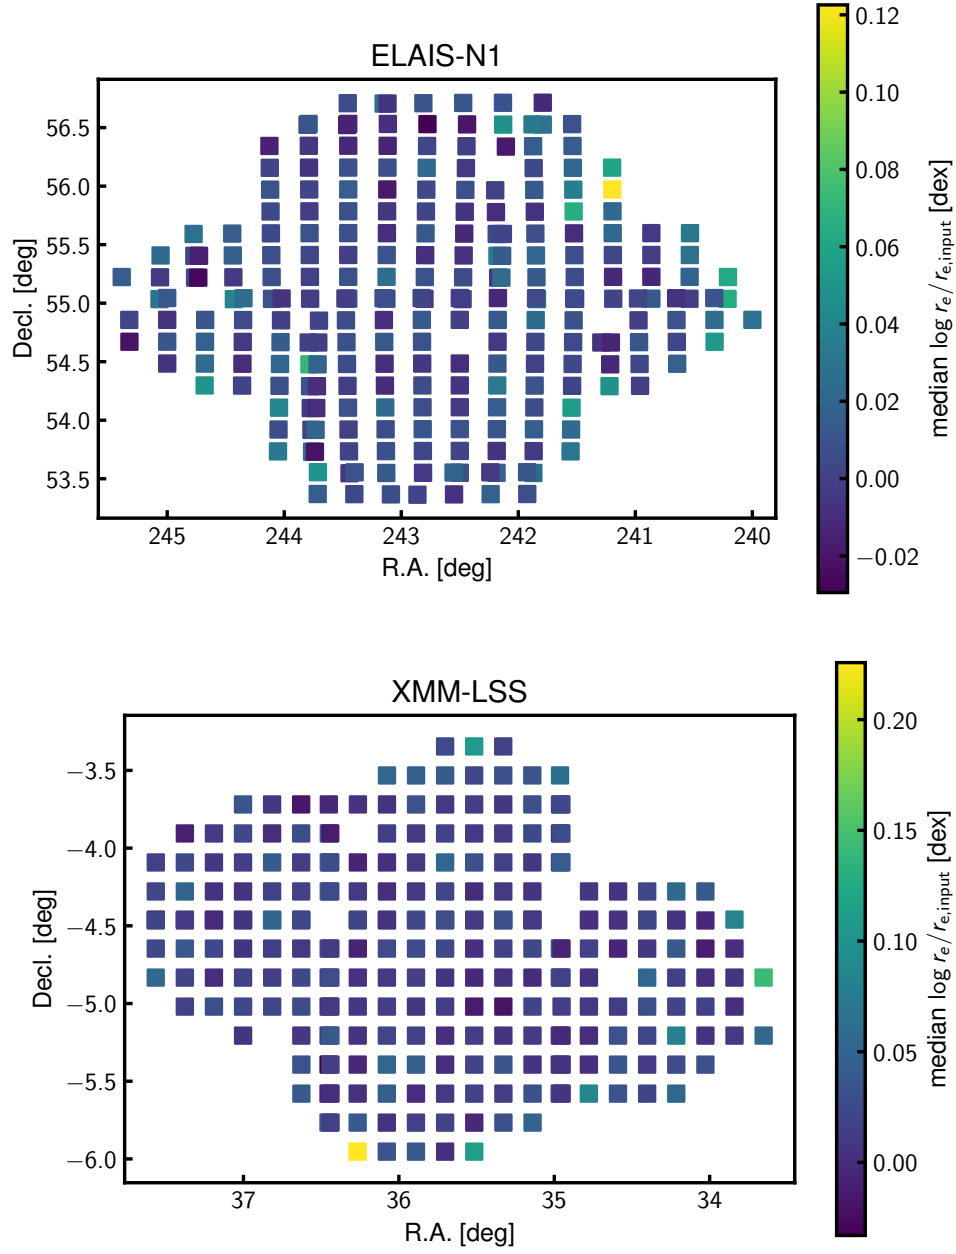 ELAIS-N1
56.5
56.0
55.5
55.0
54.5
54.0
53.5
Decl. [deg]
245 244 243 242 241 240
R.A. [deg]
0.12
0.10
0.08
0.06
0.04
0.02
0.00
−0.02
median log r_e/r_e,input [dex]
XMM-LSS
−3.5
−4.0
−4.5
−5.0
−5.5
−6.0
Decl. [deg]
37 36 35 34
R.A. [deg]
0.20
0.15
0.10
0.05
0.00
median log r_e/r_e,input [dex]